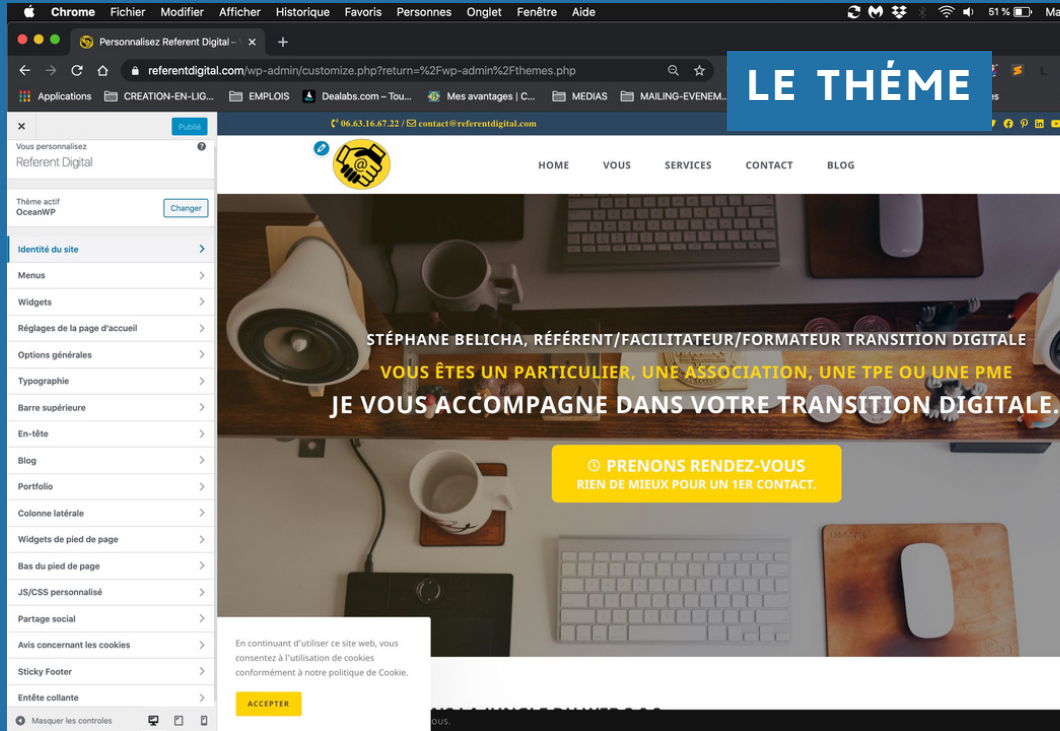 Chrome Fichier Modifier Afficher Historique Favoris Personnes Onglet Fenêtre Aide
51 %
Personnalisez Referent Digital –
referentdigital.com/wp-admin/customize.php?return=%2Fwp-admin%2Fthemes.php
LE THÉME
Applications CREATION-EN-LIG... EMPLOIS Dealabs.com – Tou... Mes avantages | C... MEDIAS MAILING-EVENEM...
Publié
06.63.16.67.22 / contact@referentdigital.com
Vous personnalisez
Referent Digital
HOME VOUS SERVICES CONTACT BLOG
Thème actif
OceanWP
Changer
Identité du site
Menus
Widgets
Réglages de la page d'accueil
Options générales
Typographie
Barre supérieure
En-tête
Blog
Portfolio
Colonne latérale
Widgets de pied de page
Bas du pied de page
JS/CSS personnalisé
Partage social
Avis concernant les cookies
Sticky Footer
Entête collante
Masquer les controles
STÉPHANE BELICHA, RÉFÉRENT/FACILITATEUR/FORMATEUR TRANSITION DIGITALE
VOUS ÊTES UN PARTICULIER, UNE ASSOCIATION, UNE TPE OU UNE PME
JE VOUS ACCOMPAGNE DANS VOTRE TRANSITION DIGITALE.
PRENONS RENDEZ-VOUS
RIEN DE MIEUX POUR UN 1ER CONTACT.
En continuant d'utiliser ce site web, vous
consentez à l'utilisation de cookies
conformément à notre politique de Cookie.
ACCEPTER